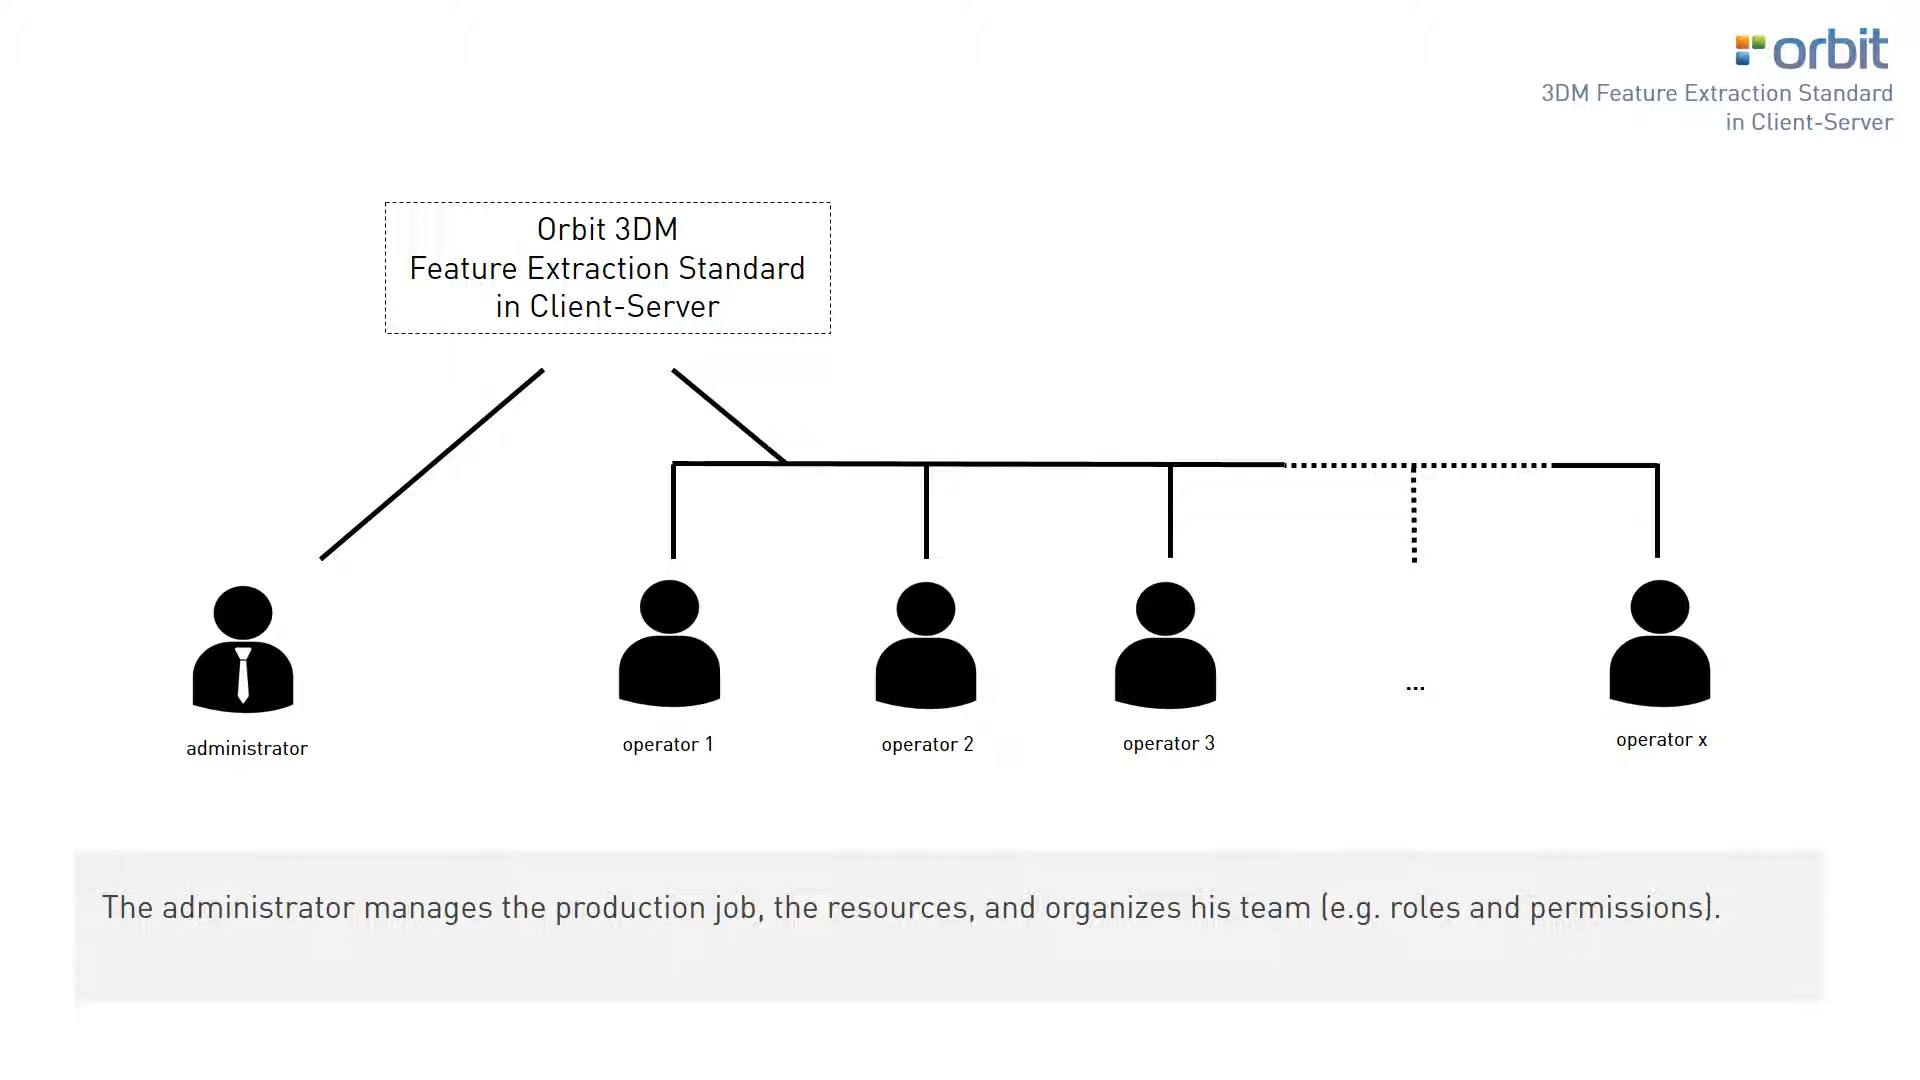 orbit
3DM Feature Extraction Standard
in Client-Server
Orbit 3DM
Feature Extraction Standard
in Client-Server
administrator
operator 1
operator 2
operator 3
...
operator x
The administrator manages the production job, the resources, and organizes his team (e.g. roles and permissions).